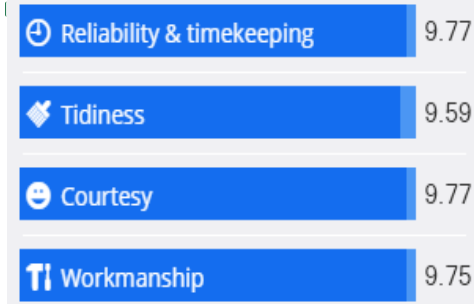 Reliability & timekeeping 9.77
Tidiness 9.59
Courtesy 9.77
Workmanship 9.75